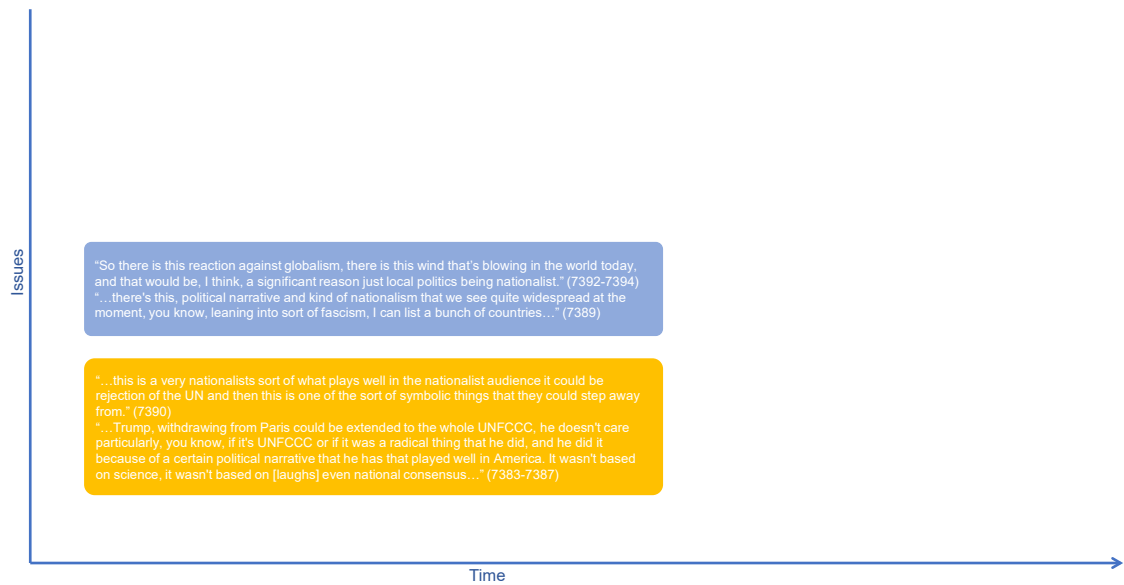 Issues
“So there is this reaction against globalism, there is this wind that’s blowing in the world today,
and that would be, I think, a significant reason just local politics being nationalist.” (7392-7394)
“…there's this, political narrative and kind of nationalism that we see quite widespread at the
moment, you know, leaning into sort of fascism, I can list a bunch of countries…” (7389)
“…this is a very nationalists sort of what plays well in the nationalist audience it could be
rejection of the UN and then this is one of the sort of symbolic things that they could step away
from.” (7390)
“…Trump, withdrawing from Paris could be extended to the whole UNFCCC, he doesn't care
particularly, you know, if it's UNFCCC or if it was a radical thing that he did, and he did it
because of a certain political narrative that he has that played well in America. It wasn't based
on science, it wasn't based on [laughs] even national consensus…” (7383-7387)
Time